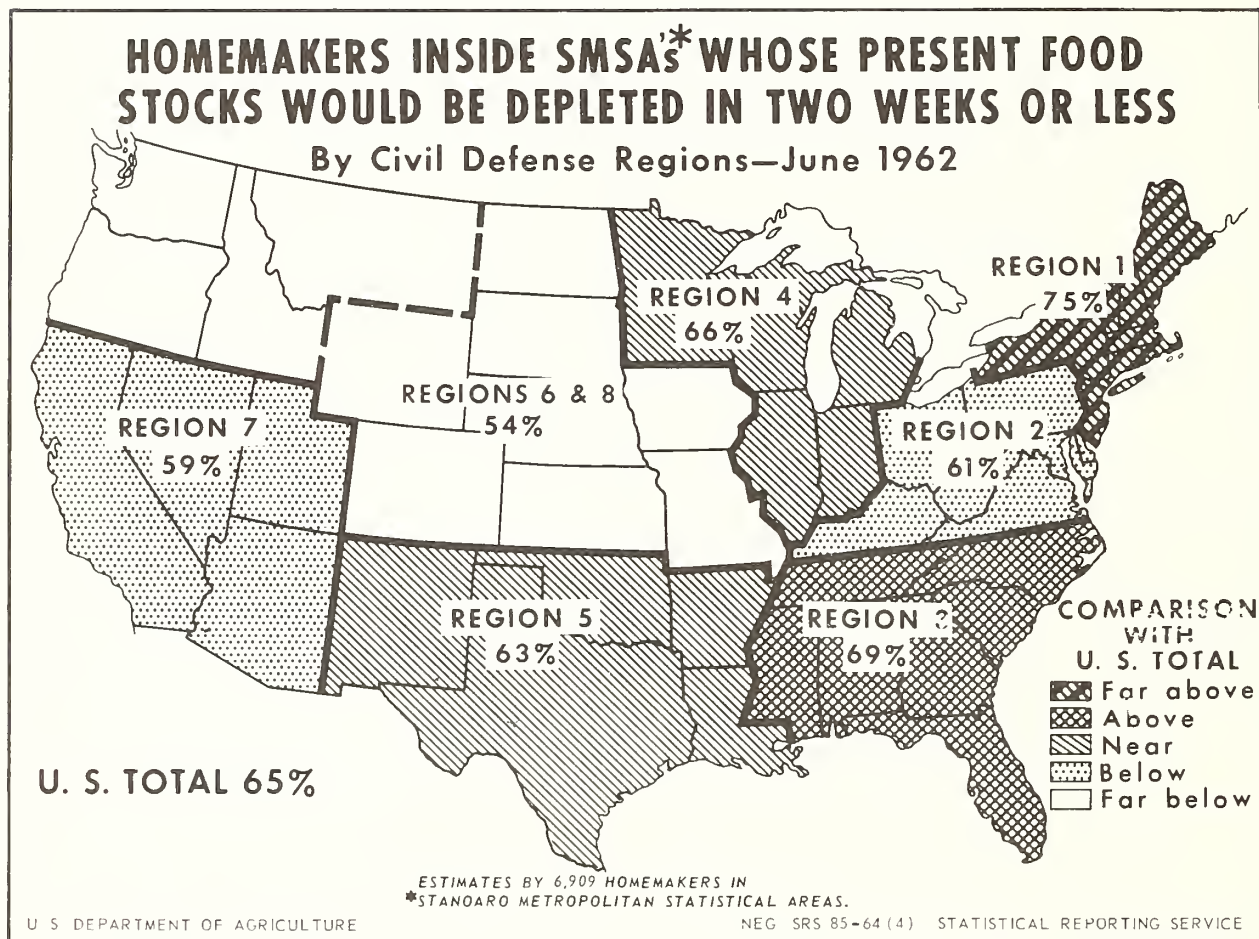 HOMEMAKERS INSIDE SMSA's* WHOSE PRESENT FOOD
STOCKS WOULD BE DEPLETED IN TWO WEEKS OR LESS
By Civil Defense Regions—June 1962
REGION 1
75%
REGION 4
66%
REGIONS 6 & 8
54%
REGION 7
59%
REGION 2
61%
REGION 5
63%
REGION 3
69%
COMPARISON
WITH
U. S. TOTAL
Far above
Above
Near
Below
Far below
U. S. TOTAL 65%
ESTIMATES BY 6,909 HOMEMAKERS IN
*STANDARD METROPOLITAN STATISTICAL AREAS.
U S DEPARTMENT OF AGRICULTURE
NEG SRS 85-64 (4) STATISTICAL REPORTING SERVICE